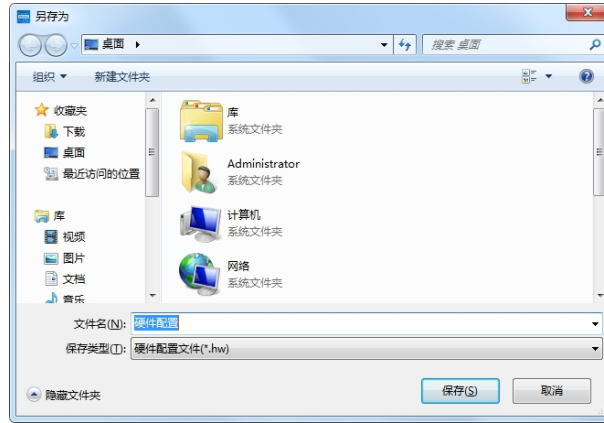 另存为
桌面
搜索 桌面
组织
新建文件夹
收藏夹
下载
桌面
最近访问的位置
库
视频
图片
文档
音乐
库
系统文件夹
Administrator
系统文件夹
计算机
系统文件夹
网络
系统文件夹
文件名(N): 硬件配置
保存类型(T): 硬件配置文件(*.hw)
隐藏文件夹
保存(S)
取消